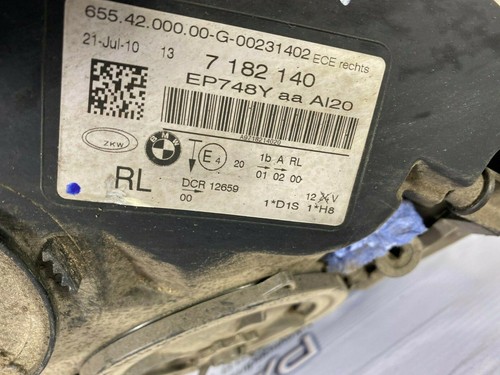 655.42.000.00-G-00231402 ECE rechts
21-Jul-10 13 7 182 140
EP748Y aa AI20
ZKW
BMW
E4 20 1b A RL
01 02 00
RL
DCR 12659
00
12 V
1*D1S 1*H8